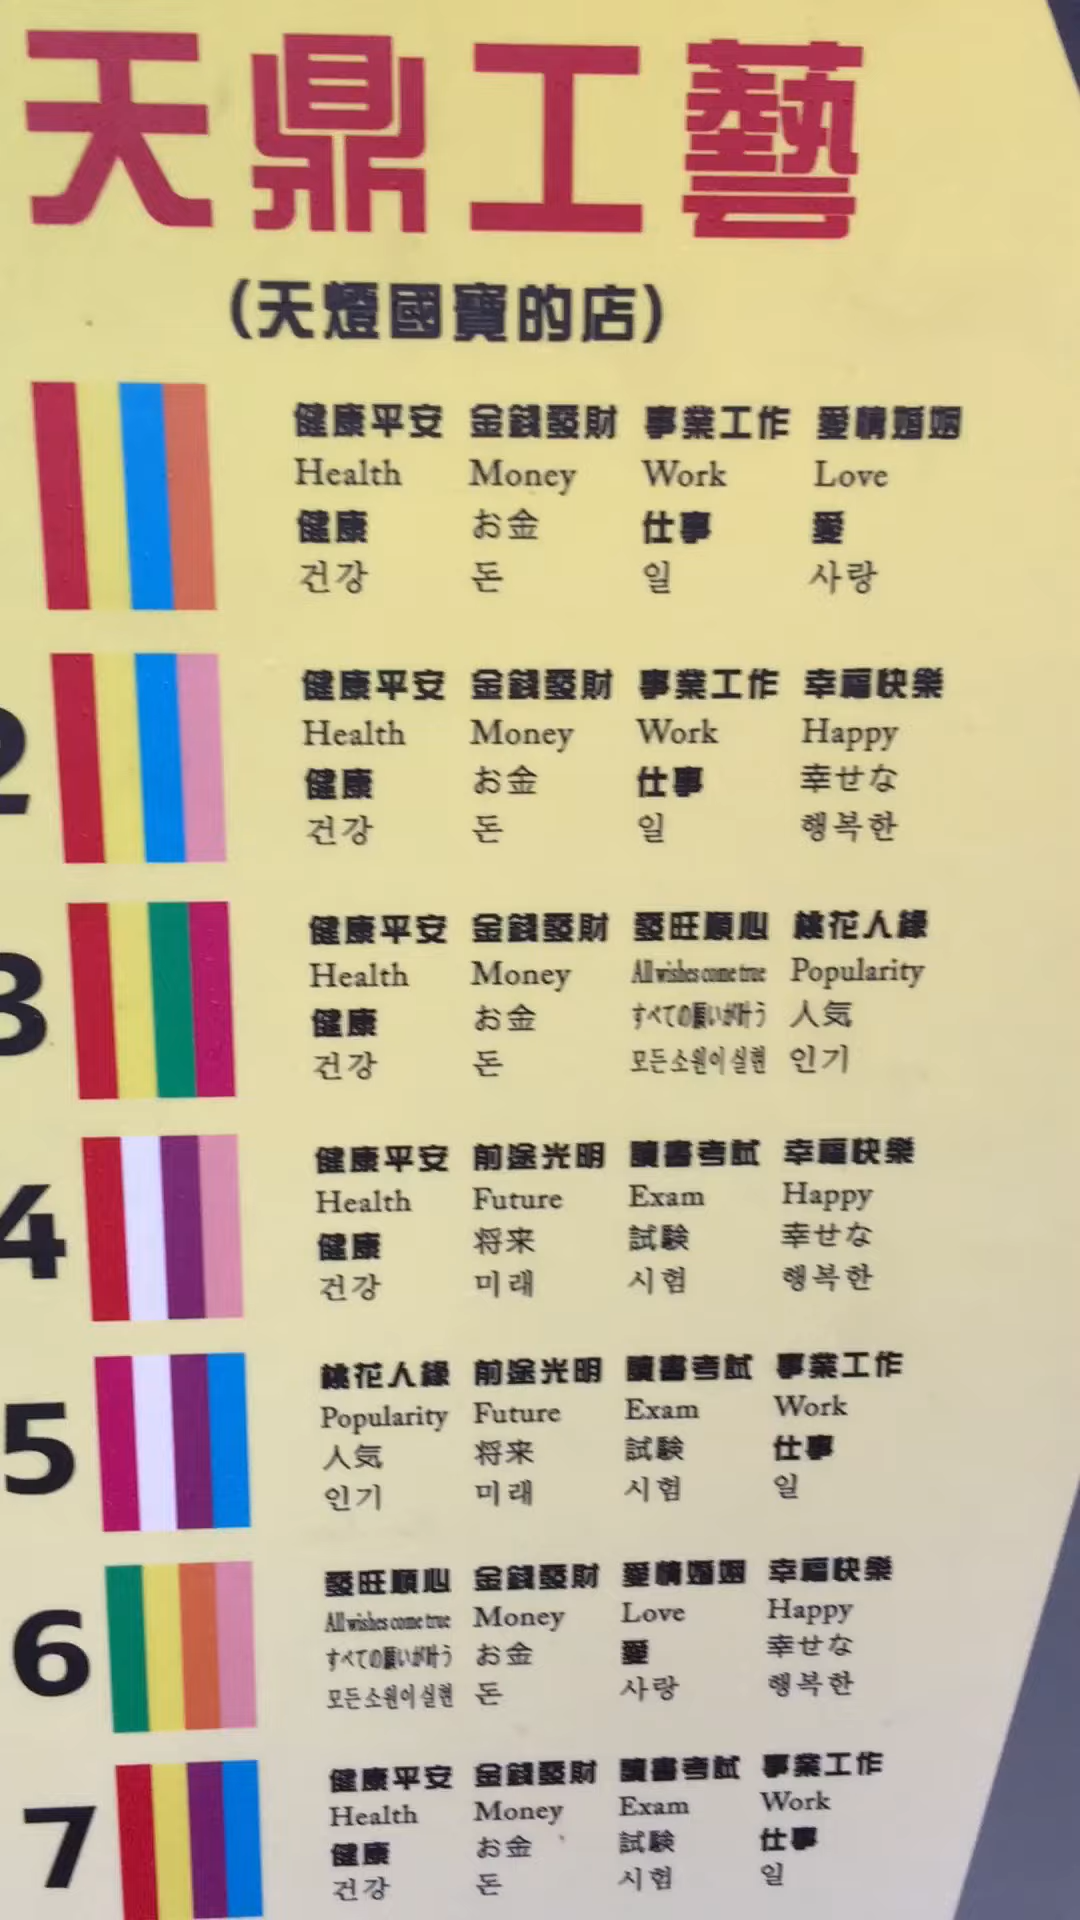 天鼎工藝
(天燈國寶的店)
健康平安 金錢發財 事業工作 愛情婚姻
Health Money Work Love
健康 お金 仕事 愛
건강 돈 일 사랑
2
健康平安 金錢發財 事業工作 幸福快樂
Health Money Work Happy
健康 お金 仕事 幸せな
건강 돈 일 행복한
3
健康平安 金錢發財 發旺順心 桃花人緣
Health Money All wishes come true Popularity
健康 お金 すべての願いが叶う 人気
건강 돈 모든소원이실현 인기
4
健康平安 前途光明 讀書考試 幸福快樂
Health Future Exam Happy
健康 将来 試験 幸せな
건강 미래 시험 행복한
5
桃花人緣 前途光明 讀書考試 事業工作
Popularity Future Exam Work
人気 将来 試験 仕事
인기 미래 시험 일
6
發旺順心 金錢發財 愛情婚姻 幸福快樂
All wishes come true Money Love Happy
すべての願いが叶う お金 愛 幸せな
모든소원이실현 돈 사랑 행복한
7
健康平安 金錢發財 讀書考試 事業工作
Health Money Exam Work
健康 お金 試験 仕事
건강 돈 시험 일